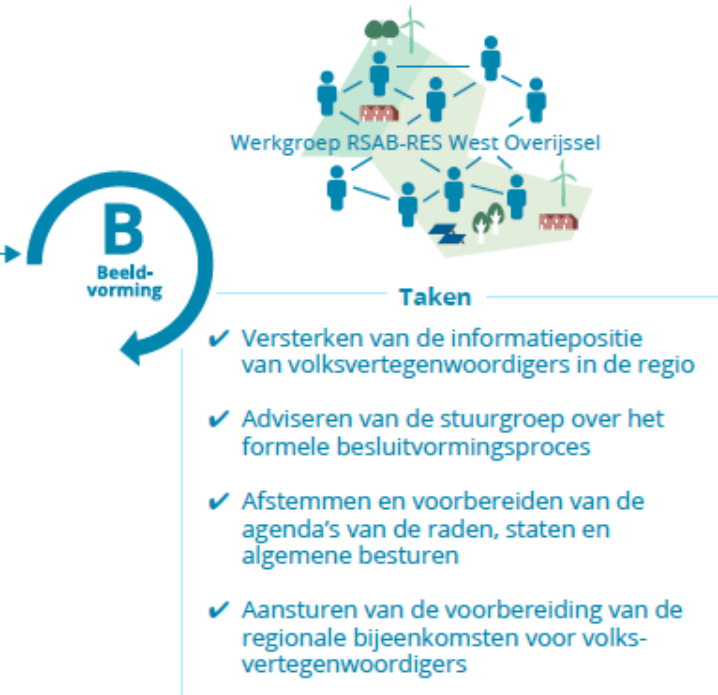 Werkgroep RSAB-RES West Overijssel
B
Beeld-
vorming
Taken
✔ Versterken van de informatiepositie
van volksvertegenwoordigers in de regio
✔ Adviseren van de stuurgroep over het
formele besluitvormingsproces
✔ Afstemmen en voorbereiden van de
agenda's van de raden, staten en
algemene besturen
✔ Aansturen van de voorbereiding van de
regionale bijeenkomsten voor volks-
vertegenwoordigers